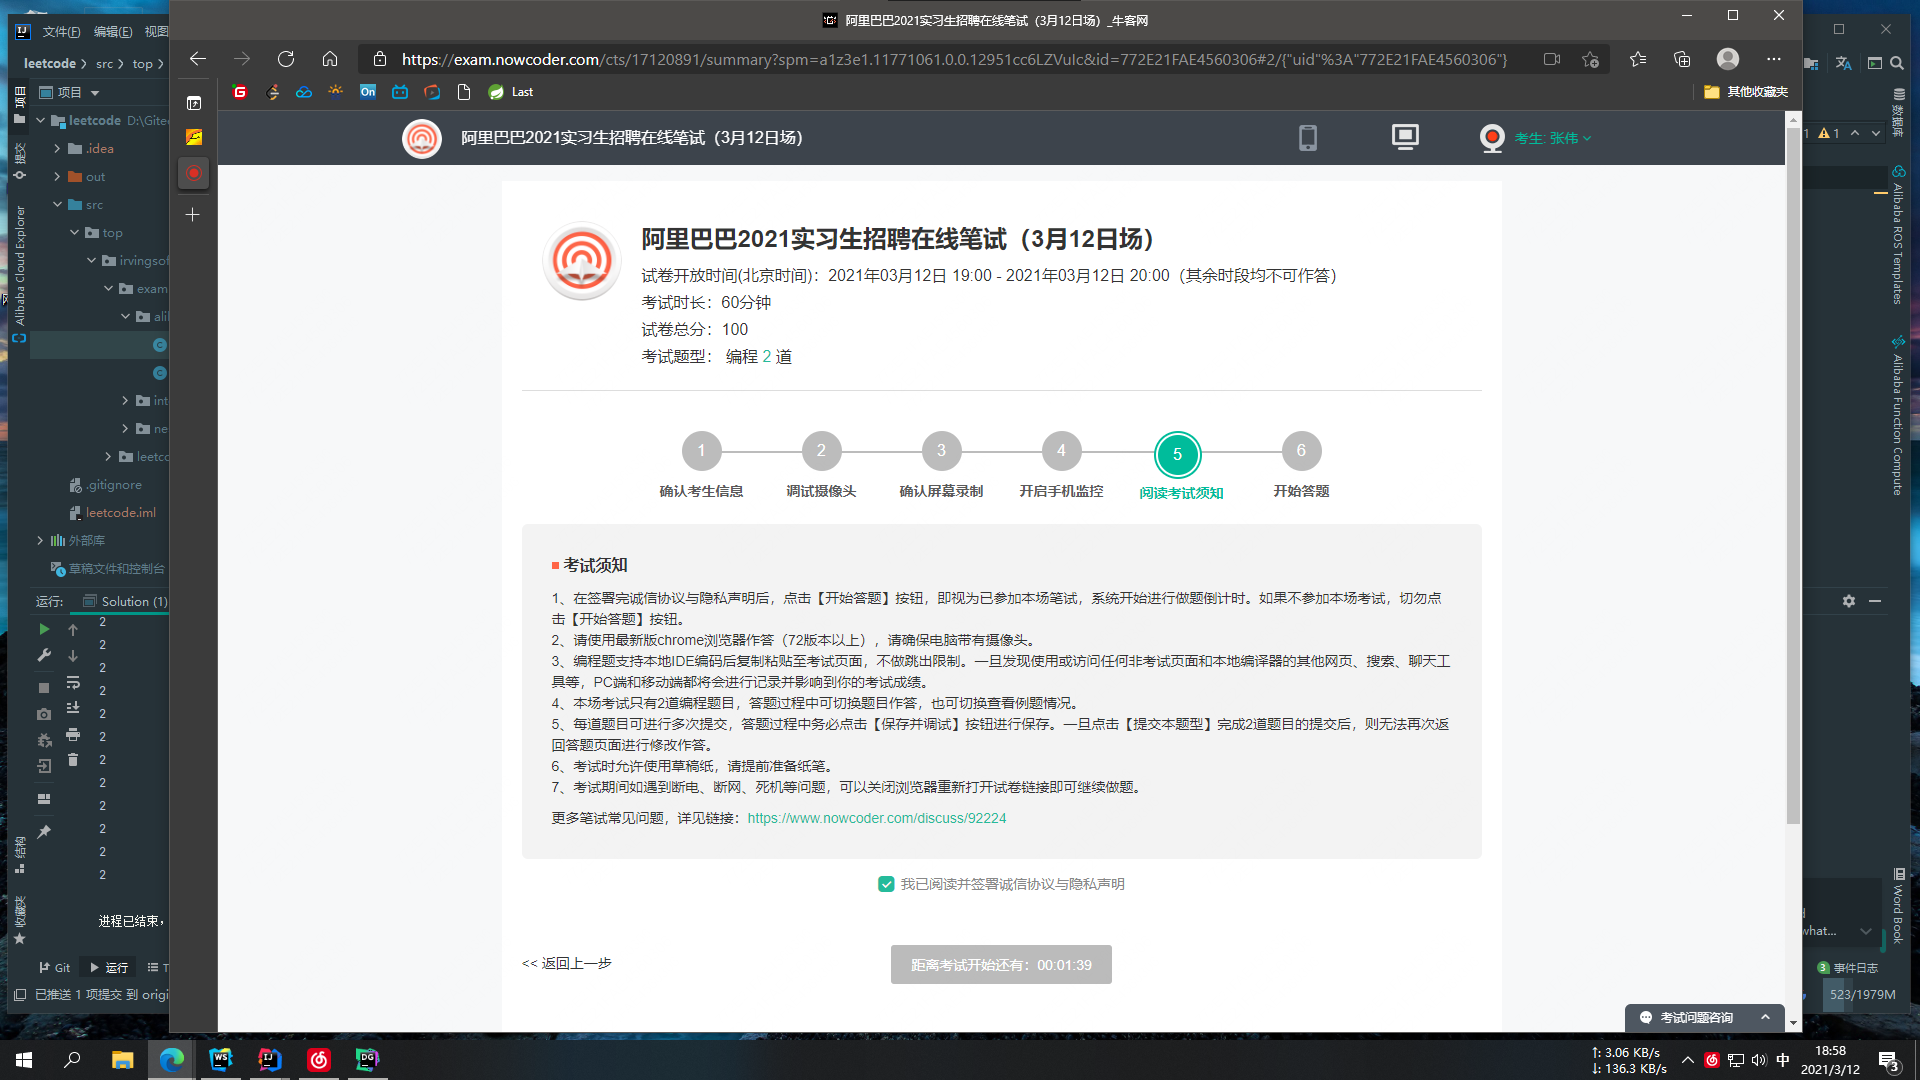 阿里巴巴2021实习生招聘在线笔试（3月12日场）_牛客网
文件(F) 编辑(E) 视图
leetcode > src > top >
https://exam.nowcoder.com/cts/17120891/summary?spm=a1z3e1.11771061.0.0.12951cc6LZVuIc&id=772E21FAE4560306#2/{"uid"%3A"772E21FAE4560306"}
On
Last
其他收藏夹
项目
项目
leetcode D:\Gitee
.idea
out
src
top
irvingsof
exam
alil
int
ne
leetco
.gitignore
leetcode.iml
外部库
草稿文件和控制台
提交
Alibaba Cloud Explorer
结构
收藏夹
阿里巴巴2021实习生招聘在线笔试（3月12日场）
考生: 张伟
阿里巴巴2021实习生招聘在线笔试（3月12日场）
试卷开放时间(北京时间)：2021年03月12日 19:00 - 2021年03月12日 20:00（其余时段均不可作答）
考试时长：60分钟
试卷总分：100
考试题型： 编程 2 道
1 2 3 4 5 6
确认考生信息 调试摄像头 确认屏幕录制 开启手机监控 阅读考试须知 开始答题
考试须知
1、在签署完诚信协议与隐私声明后，点击【开始答题】按钮，即视为已参加本场笔试，系统开始进行做题倒计时。如果不参加本场考试，切勿点
击【开始答题】按钮。
2、请使用最新版chrome浏览器作答（72版本以上），请确保电脑带有摄像头。
3、编程题支持本地IDE编码后复制粘贴至考试页面，不做跳出限制。一旦发现使用或访问任何非考试页面和本地编译器的其他网页、搜索、聊天工
具等，PC端和移动端都将会进行记录并影响到你的考试成绩。
4、本场考试只有2道编程题目，答题过程中可切换题目作答，也可切换查看例题情况。
5、每道题目可进行多次提交，答题过程中务必点击【保存并调试】按钮进行保存。一旦点击【提交本题型】完成2道题目的提交后，则无法再次返
回答题页面进行修改作答。
6、考试时允许使用草稿纸，请提前准备纸笔。
7、考试期间如遇到断电、断网、死机等问题，可以关闭浏览器重新打开试卷链接即可继续做题。
更多笔试常见问题，详见链接：https://www.nowcoder.com/discuss/92224
我已阅读并签署诚信协议与隐私声明
<< 返回上一步
距离考试开始还有：00:01:39
考试问题咨询
运行: Solution (1)
2
2
2
2
2
2
2
2
2
2
2
2
进程已结束，
Git 运行 T
已推送 1 项提交 到 origi
1 1
数据库
Alibaba ROS Templates
Alibaba Function Compute
Word Book
what...
3 事件日志
523/1979M
WS IJ DG
↑: 3.06 KB/s
↓: 136.3 KB/s
中
18:58
2021/3/12
3